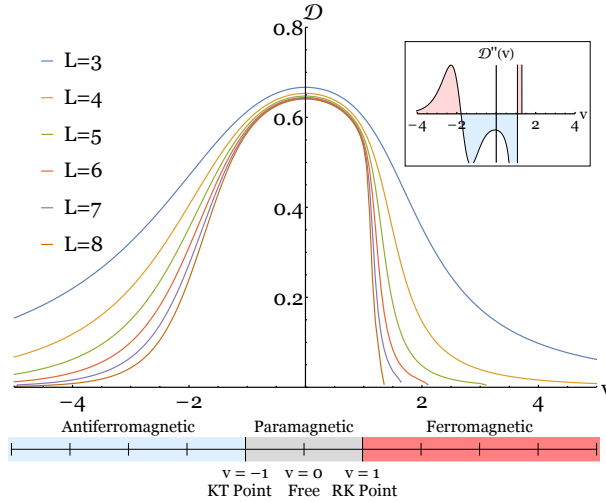 𝒟
0.8
0.6
0.4
0.2
L=3
L=4
L=5
L=6
L=7
L=8
𝒟''(v)
v
−4 −2 2 4
−4 −2 2 4 v
Antiferromagnetic Paramagnetic Ferromagnetic
v = −1 v = 0 v = 1
KT Point Free RK Point